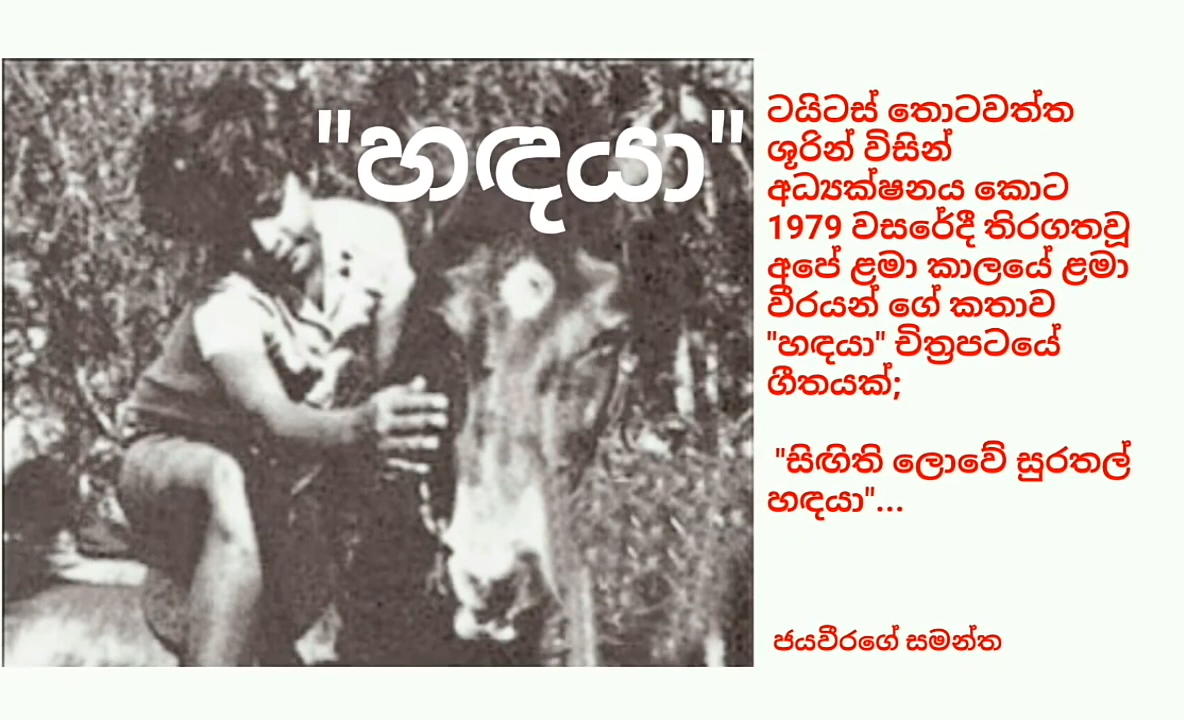 "හඳයා"
ටයිටස් තොටවත්ත
ශූරින් විසින්
අධ්‍යක්ෂනය කොට
1979 වසරේදී තිරගතවූ
අපේ ළමා කාලයේ ළමා
වීරයන් ගේ කතාව
"හඳයා" චිත්‍රපටයේ
ගීතයක්;
"සිඟිති ලොවේ සුරතල්
හඳයා"...
ජයවීරගේ සමන්ත